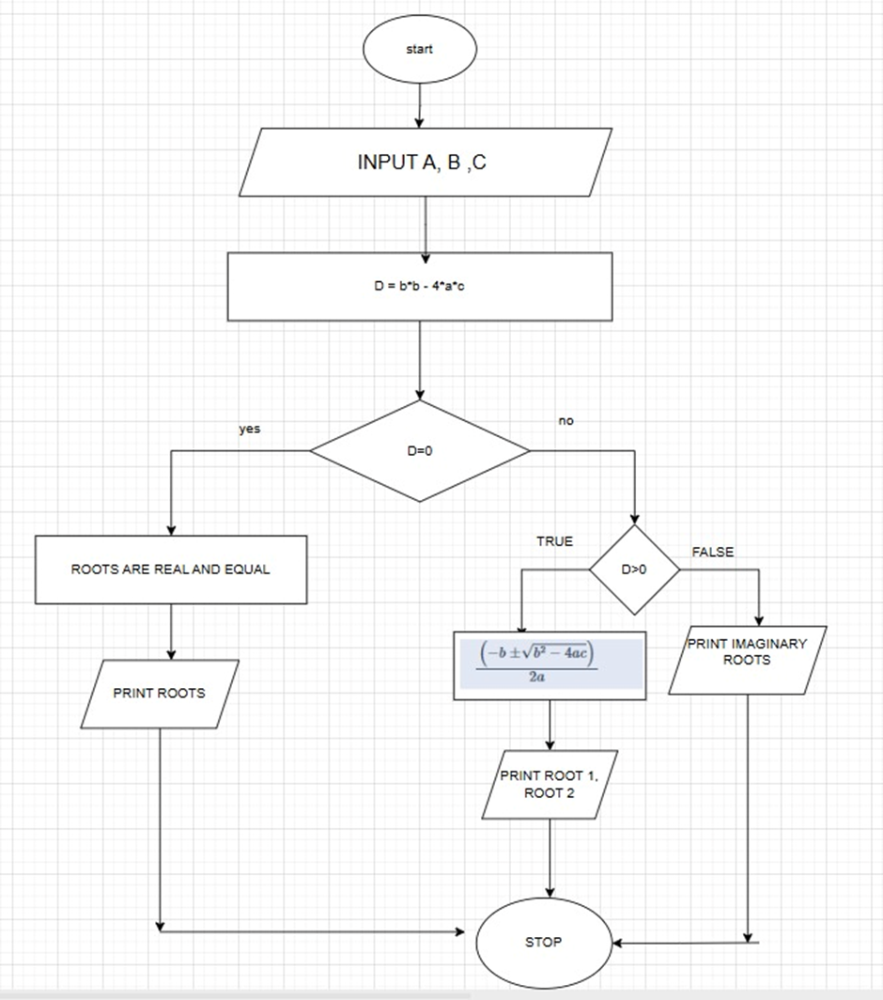 start
INPUT A, B ,C
D = b*b - 4*a*c
yes
no
D=0
TRUE
FALSE
ROOTS ARE REAL AND EQUAL
D>0
(−b ±√b² − 4ac)
2a
PRINT IMAGINARY
ROOTS
PRINT ROOTS
PRINT ROOT 1,
ROOT 2
STOP